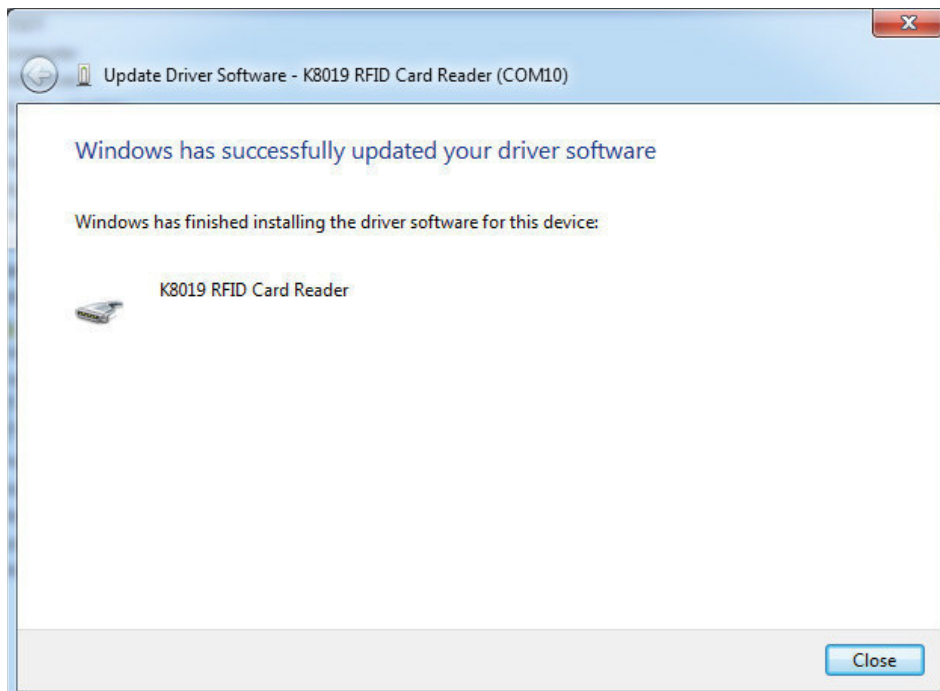 Update Driver Software - K8019 RFID Card Reader (COM10)
Windows has successfully updated your driver software
Windows has finished installing the driver software for this device:
K8019 RFID Card Reader
Close